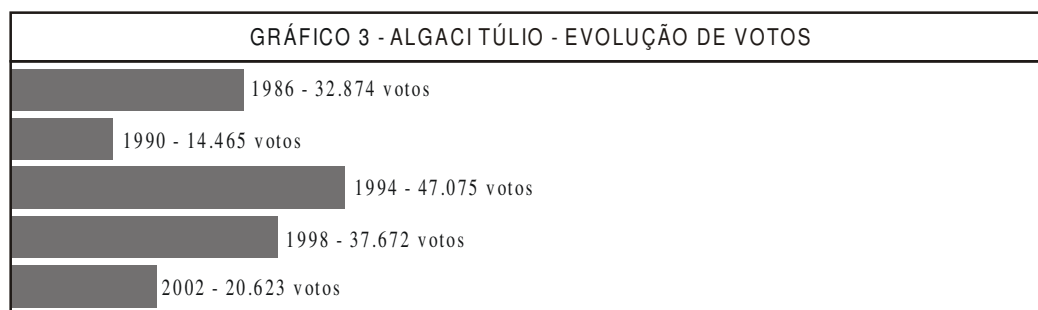 GRÁFICO 3 - ALGACI TÚLIO - EVOLUÇÃO DE VOTOS
1986 - 32.874 votos
1990 - 14.465 votos
1994 - 47.075 votos
1998 - 37.672 votos
2002 - 20.623 votos